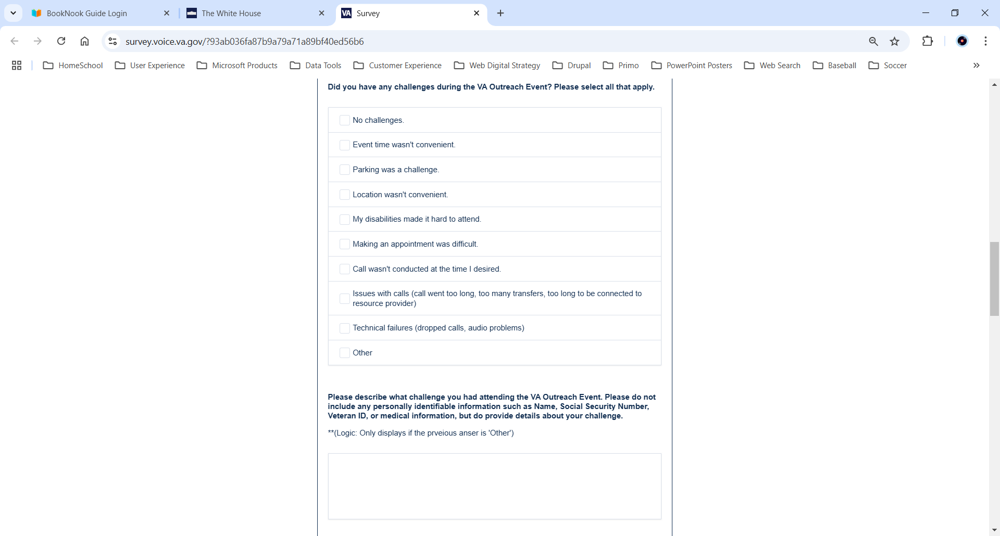 BookNook Guide Login
The White House
VA Survey
survey.voice.va.gov/?93ab036fa87b9a79a71a89bf40ed56b6
HomeSchool User Experience Microsoft Products Data Tools Customer Experience Web Digital Strategy Drupal Primo PowerPoint Posters Web Search Baseball Soccer
Did you have any challenges during the VA Outreach Event? Please select all that apply.
No challenges.
Event time wasn't convenient.
Parking was a challenge.
Location wasn't convenient.
My disabilities made it hard to attend.
Making an appointment was difficult.
Call wasn't conducted at the time I desired.
Issues with calls (call went too long, too many transfers, too long to be connected to
resource provider)
Technical failures (dropped calls, audio problems)
Other
Please describe what challenge you had attending the VA Outreach Event. Please do not
include any personally identifiable information such as Name, Social Security Number,
Veteran ID, or medical information, but do provide details about your challenge.
**(Logic: Only displays if the prveious anser is 'Other')